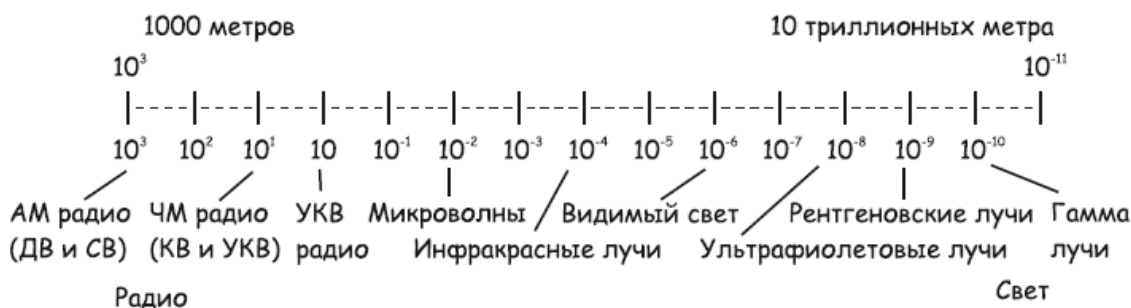 1000 метров 10 триллионных метра
10³ 10⁻¹¹
10³ 10² 10¹ 10 10⁻¹ 10⁻² 10⁻³ 10⁻⁴ 10⁻⁵ 10⁻⁶ 10⁻⁷ 10⁻⁸ 10⁻⁹ 10⁻¹⁰
АМ радио ЧМ радио УКВ Микроволны Видимый свет Рентгеновские лучи Гамма
(ДВ и СВ) (КВ и УКВ) радио Инфракрасные лучи Ультрафиолетовые лучи лучи
Радио Свет